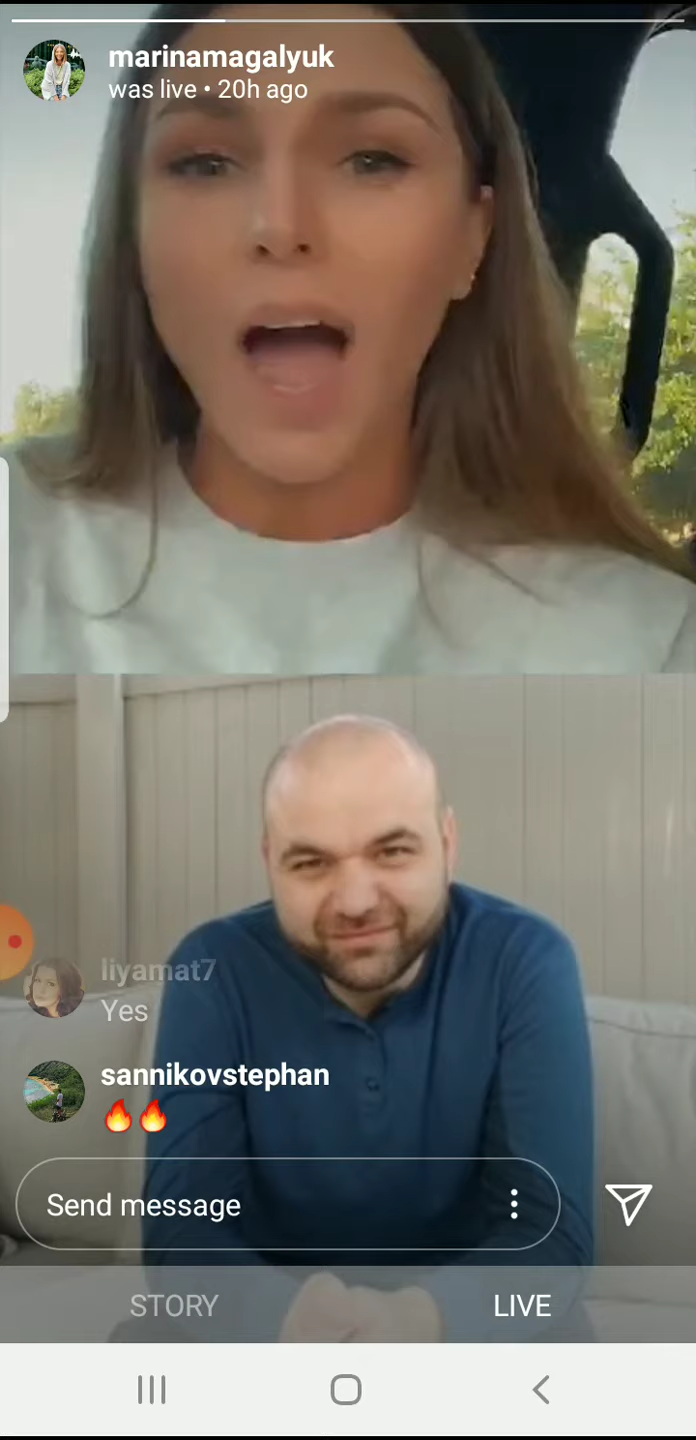 marinamagalyuk
was live • 20h ago
liyamat7
Yes
sannikovstephan
🔥🔥
Send message
STORY
LIVE